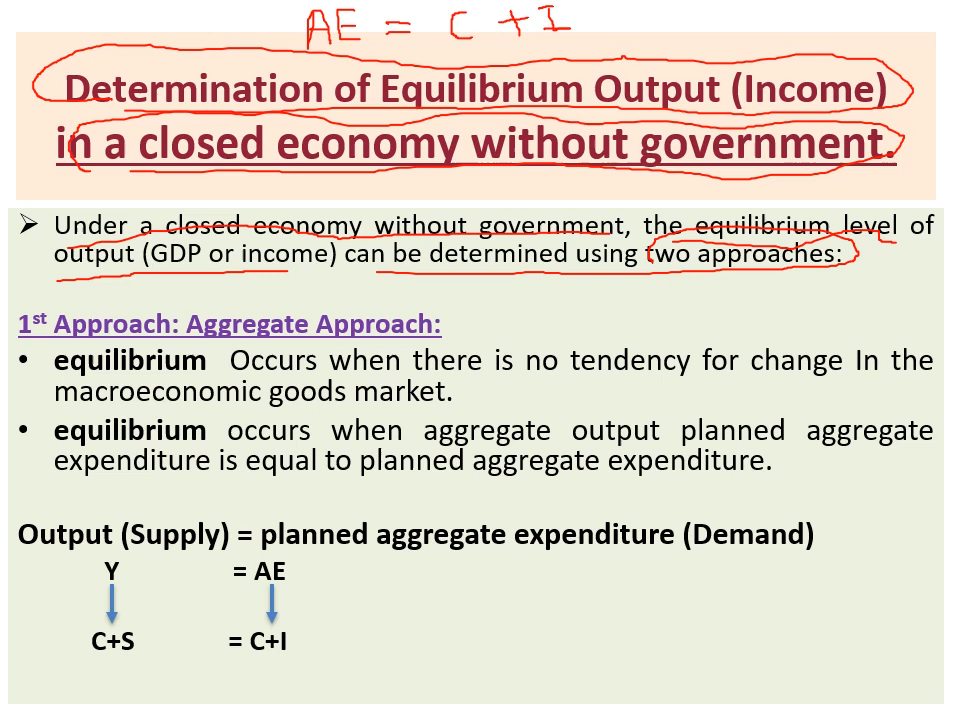 AE = C + I
Determination of Equilibrium Output (Income)
in a closed economy without government.
➢ Under a closed economy without government, the equilibrium level of
output (GDP or income) can be determined using two approaches:
1st Approach: Aggregate Approach:
• equilibrium Occurs when there is no tendency for change In the
macroeconomic goods market.
• equilibrium occurs when aggregate output planned aggregate
expenditure is equal to planned aggregate expenditure.
Output (Supply) = planned aggregate expenditure (Demand)
Y = AE
C+S = C+I